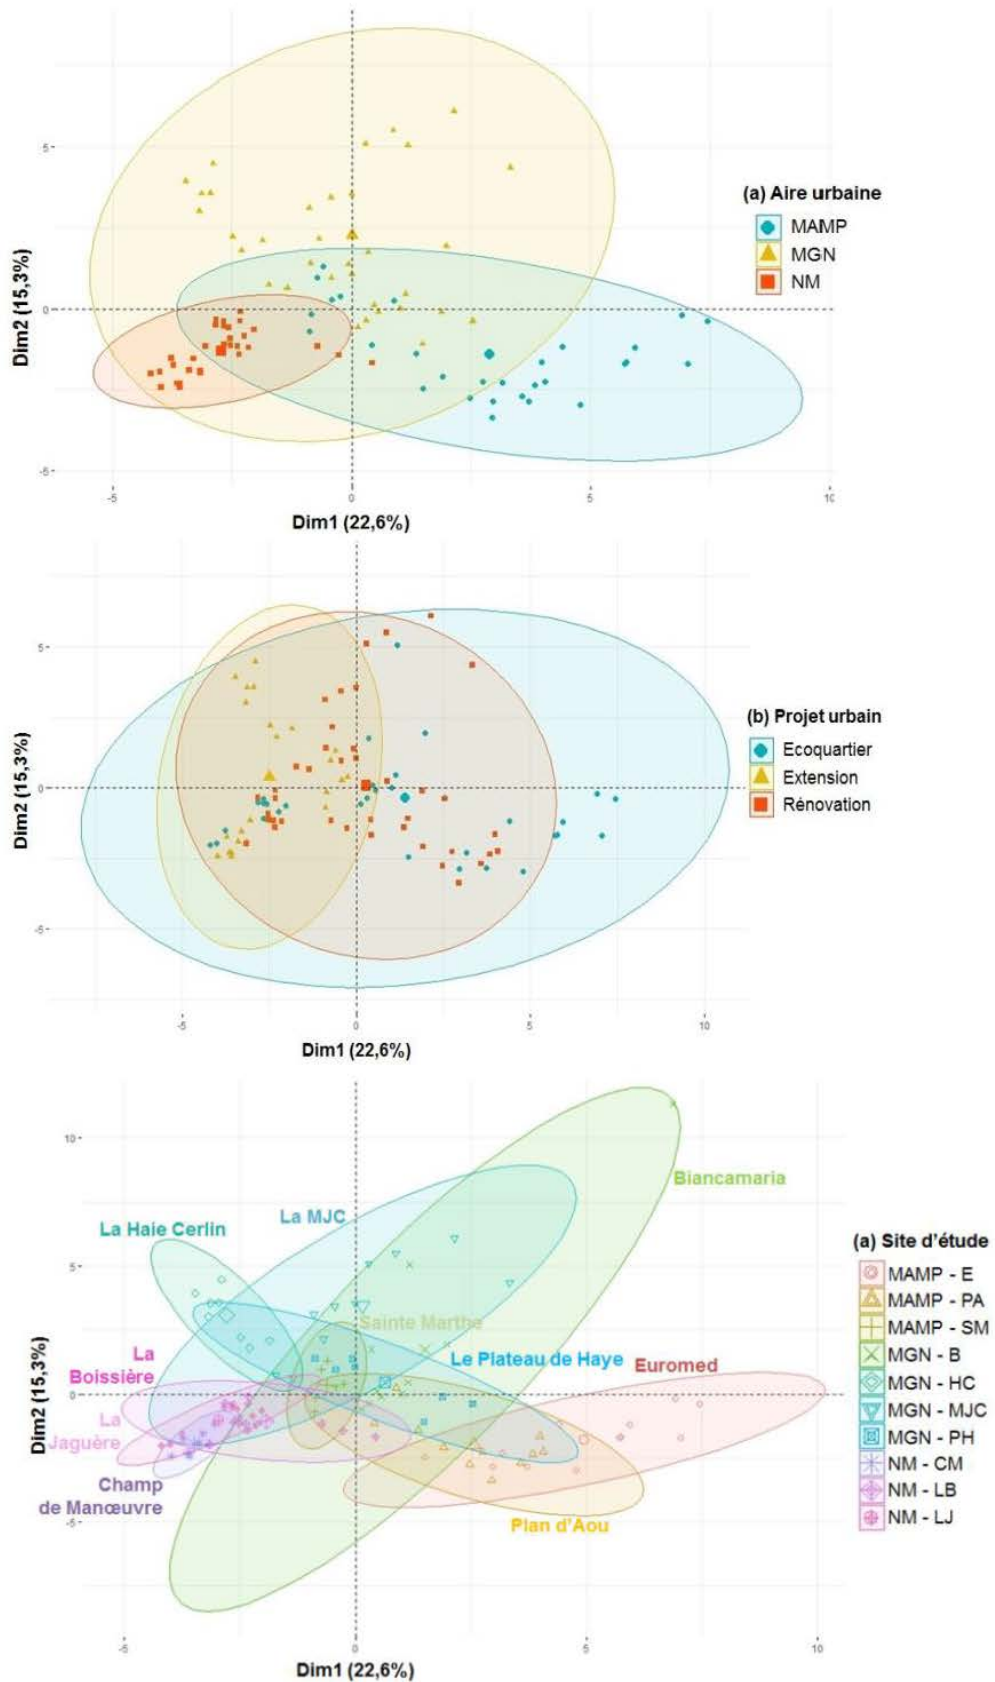 5
(a) Aire urbaine
MAMP
MGN
NM
0
Dim2 (15,3%)
-5
-5
0
5
10
Dim1 (22,6%)
5
(b) Projet urbain
Ecoquartier
Extension
Rénovation
0
Dim2 (15,3%)
-5
-5
0
5
10
Dim1 (22,6%)
10
Biancamaria
La MJC
La Haie Cerlin
5
(a) Site d'étude
MAMP - E
MAMP - PA
MAMP - SM
MGN - B
MGN - HC
MGN - MJC
MGN - PH
NM - CM
NM - LB
NM - LJ
Sainte Marthe
La
Boissière
Le Plateau de Haye
Euromed
0
Dim2 (15,3%)
La
Jaguère
Champ
de Manœuvre
Plan d'Aou
-5
-5
0
5
10
Dim1 (22,6%)